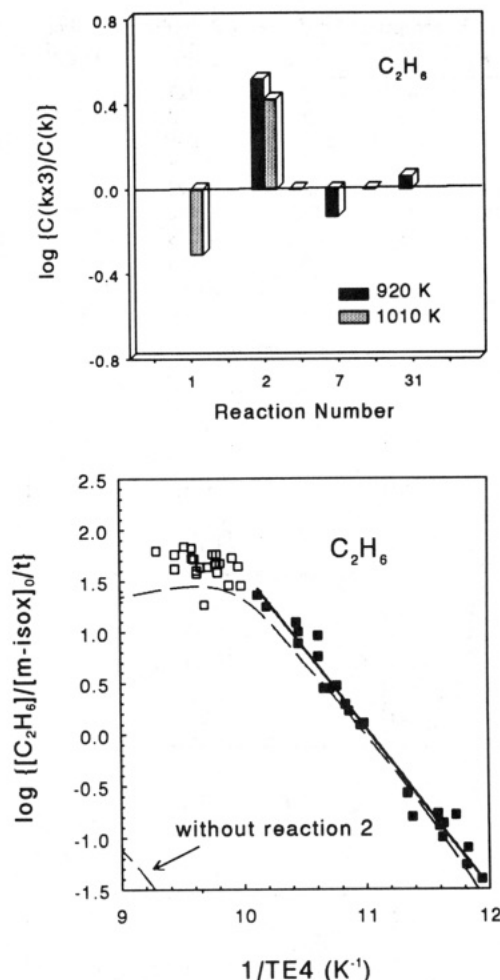 0.8
C₂H₆
0.4
0.0
-0.4
-0.8
log {C(kx3)/C(k)}
920 K
1010 K
1
2
7
31
Reaction Number
2.5
2.0
1.5
1.0
0.5
0.0
-0.5
-1.0
-1.5
C₂H₆
log {[C₂H₆]/[m-isox]₀/t}
without reaction 2
9
10
11
12
1/TE4 (K⁻¹)